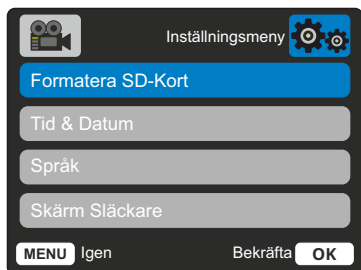 Inställningsmeny
Formatera SD-Kort
Tid & Datum
Språk
Skärm Släckare
MENU Igen Bekräfta OK